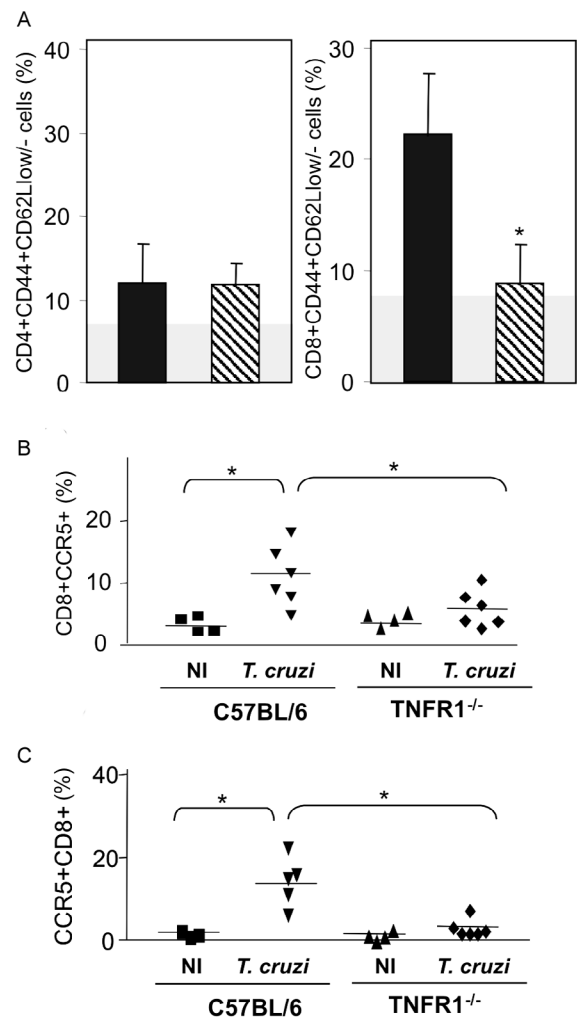 A
CD4+CD44+CD62Llow/- cells (%)
40
30
20
10
0
CD8+CD44+CD62Llow/- cells (%)
30
20
10
0
*
B
CD8+CCR5+ (%)
20
10
0
*
*
NI T. cruzi NI T. cruzi
C57BL/6 TNFR1-/-
C
CCR5+CD8+ (%)
40
20
0
*
*
NI T. cruzi NI T. cruzi
C57BL/6 TNFR1-/-